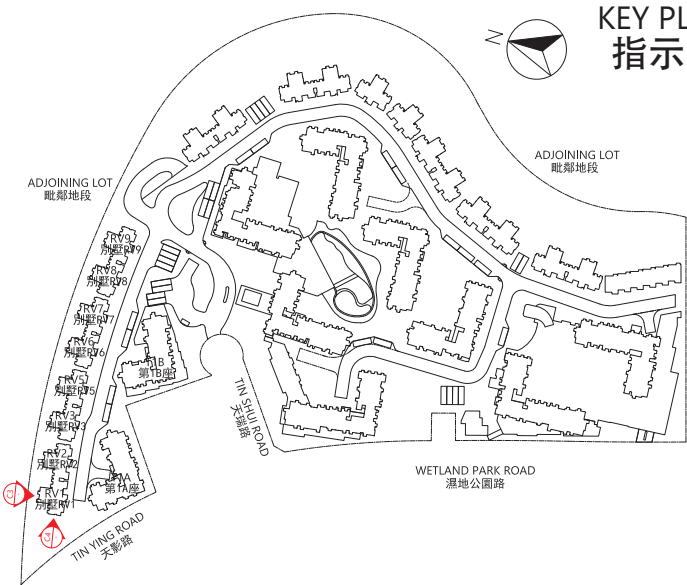 KEY PL
指示
N
ADJOINING LOT
毗鄰地段
ADJOINING LOT
毗鄰地段
RV9
別墅RV9
RV8
別墅RV8
RV7
別墅RV7
RV6
別墅RV6
RV5
別墅RV5
RV3
別墅RV3
RV2
別墅RV2
RV1
別墅RV1
第1B座
第1A座
TIN SHUI ROAD
天瑞路
WETLAND PARK ROAD
濕地公園路
TIN YING ROAD
天影路